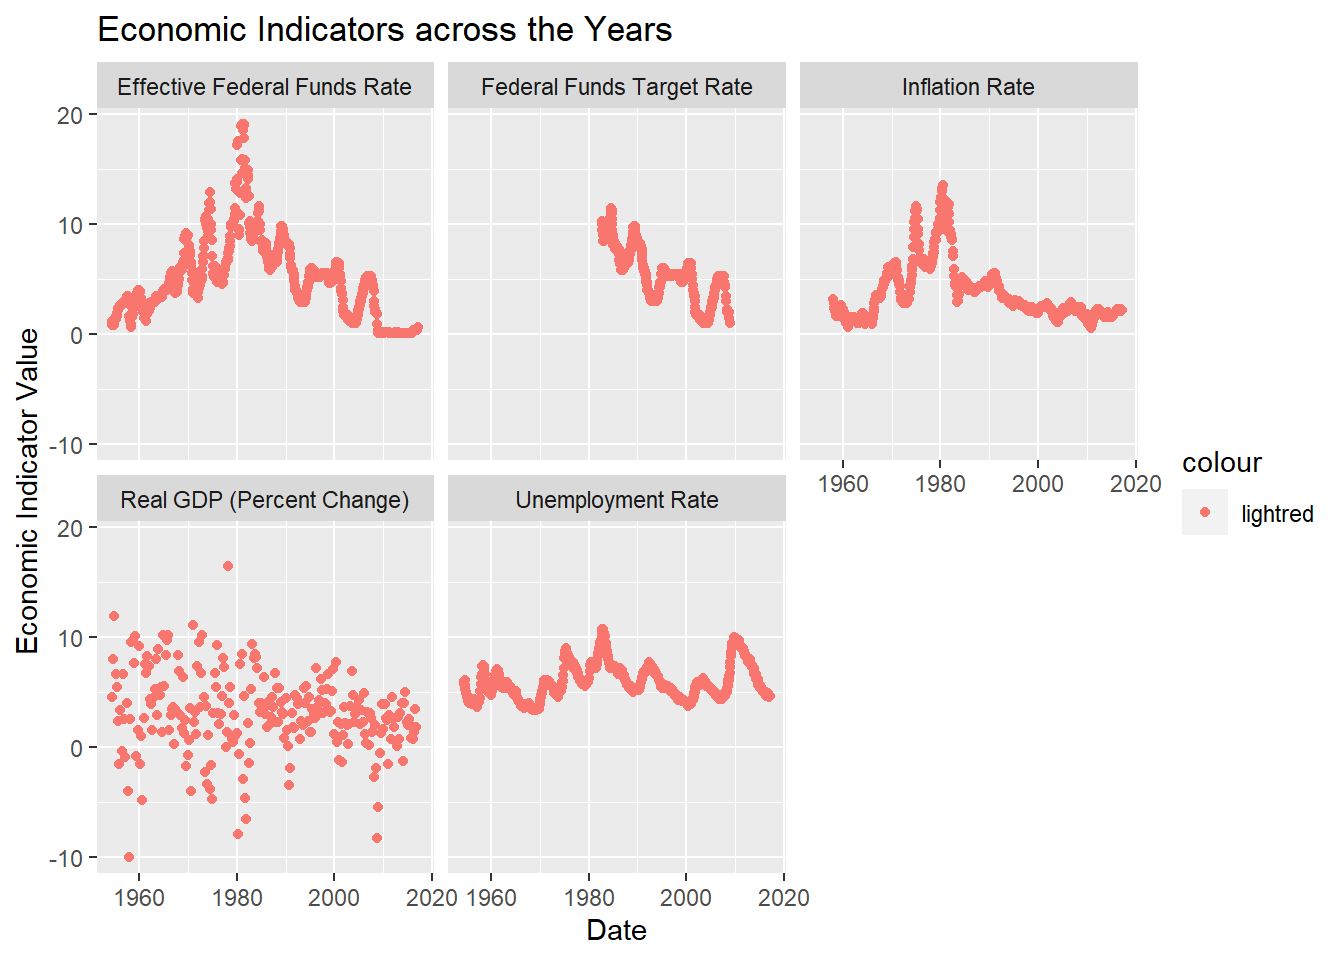 Economic Indicators across the Years
Effective Federal Funds Rate
Federal Funds Target Rate
Inflation Rate
20
10
0
-10
1960 1980 2000 2020
Real GDP (Percent Change)
Unemployment Rate
20
10
0
-10
1960 1980 2000 2020
1960 1980 2000 2020
Date
Economic Indicator Value
colour
lightred